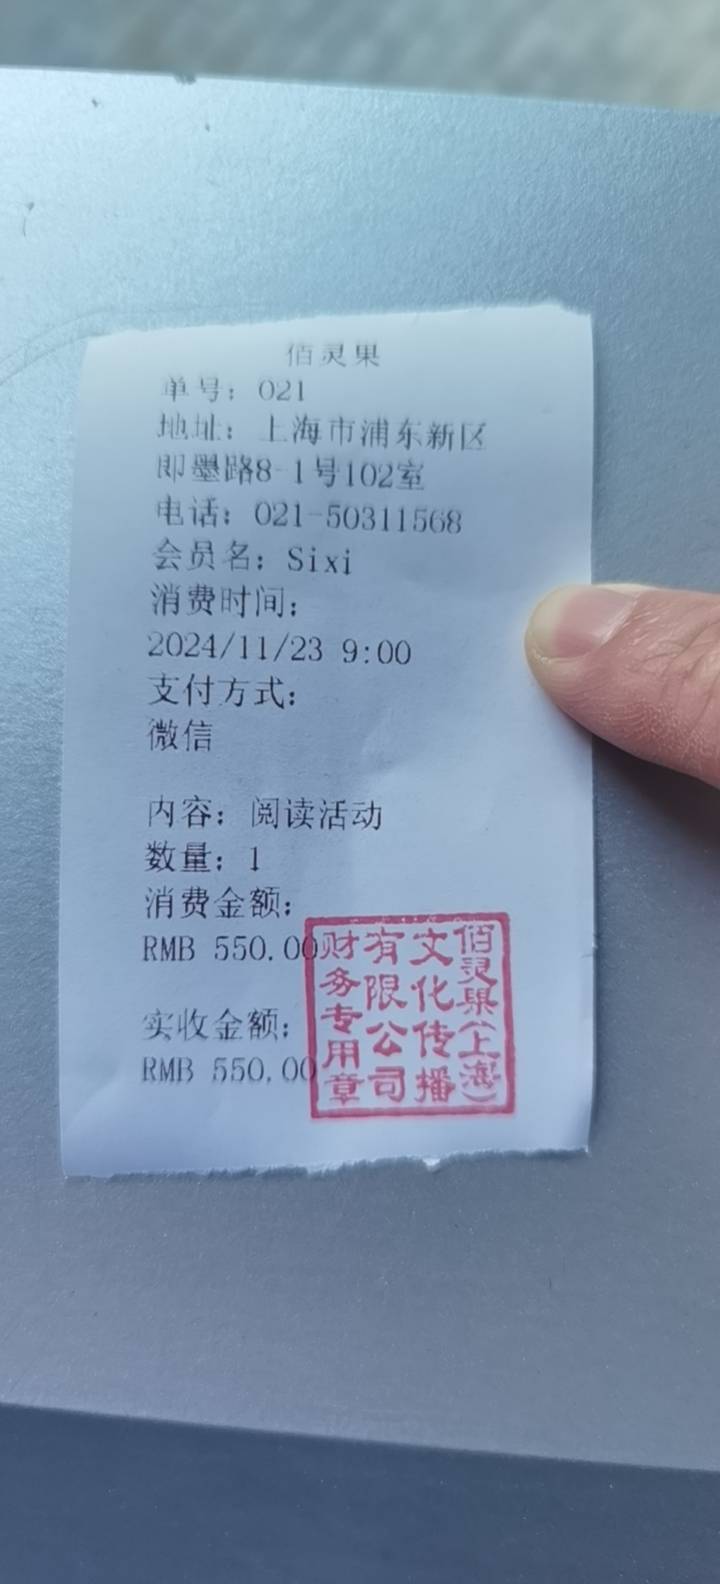 佰灵果
单号：021
地址：上海市浦东新区
即墨路8-1号102室
电话：021-50311568
会员名：Sixi
消费时间：
2024/11/23 9:00
支付方式：
微信
内容：阅读活动
数量：1
消费金额：
RMB 550.00
实收金额：
RMB 550.00
佰灵果(上海)
文化传播
有限公司
财务专用章